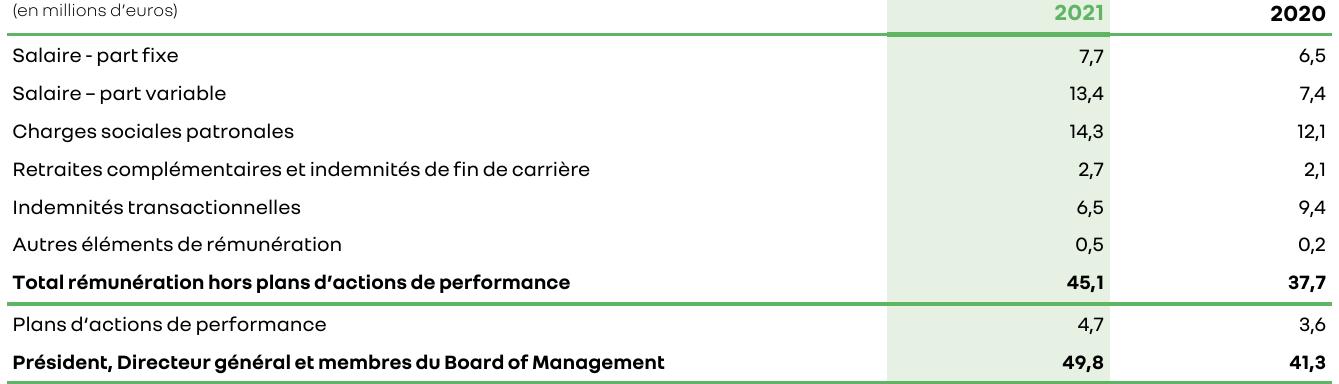 (en millions d'euros) 2021 2020
Salaire - part fixe 7,7 6,5
Salaire – part variable 13,4 7,4
Charges sociales patronales 14,3 12,1
Retraites complémentaires et indemnités de fin de carrière 2,7 2,1
Indemnités transactionnelles 6,5 9,4
Autres éléments de rémunération 0,5 0,2
Total rémunération hors plans d'actions de performance 45,1 37,7
Plans d'actions de performance 4,7 3,6
Président, Directeur général et membres du Board of Management 49,8 41,3